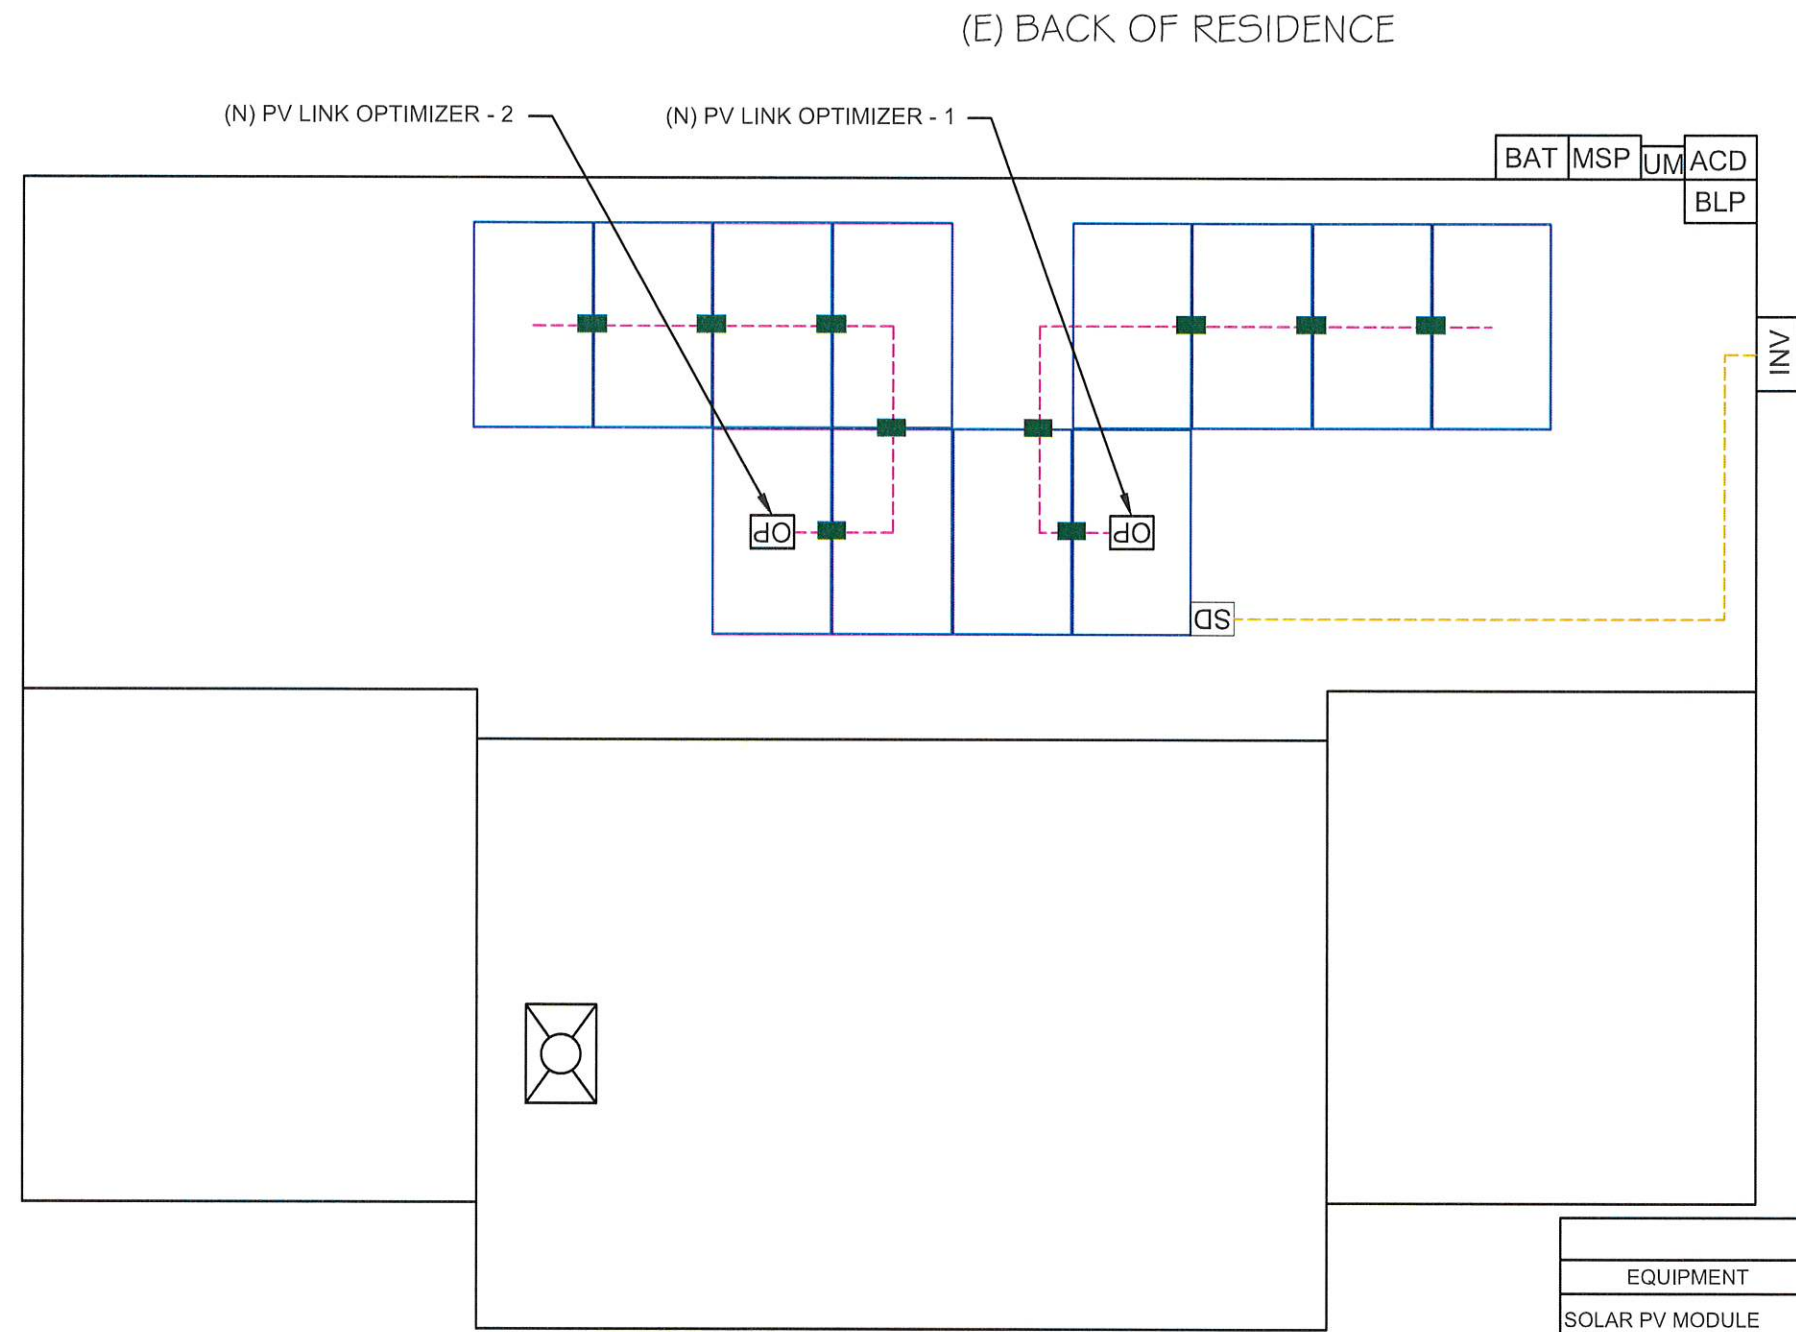 (E) BACK OF RESIDENCE
(N) PV LINK OPTIMIZER - 2
(N) PV LINK OPTIMIZER - 1
BAT MSP UM ACD
BLP
INV
OP
OP
SD
EQUIPMENT
SOLAR PV MODULE